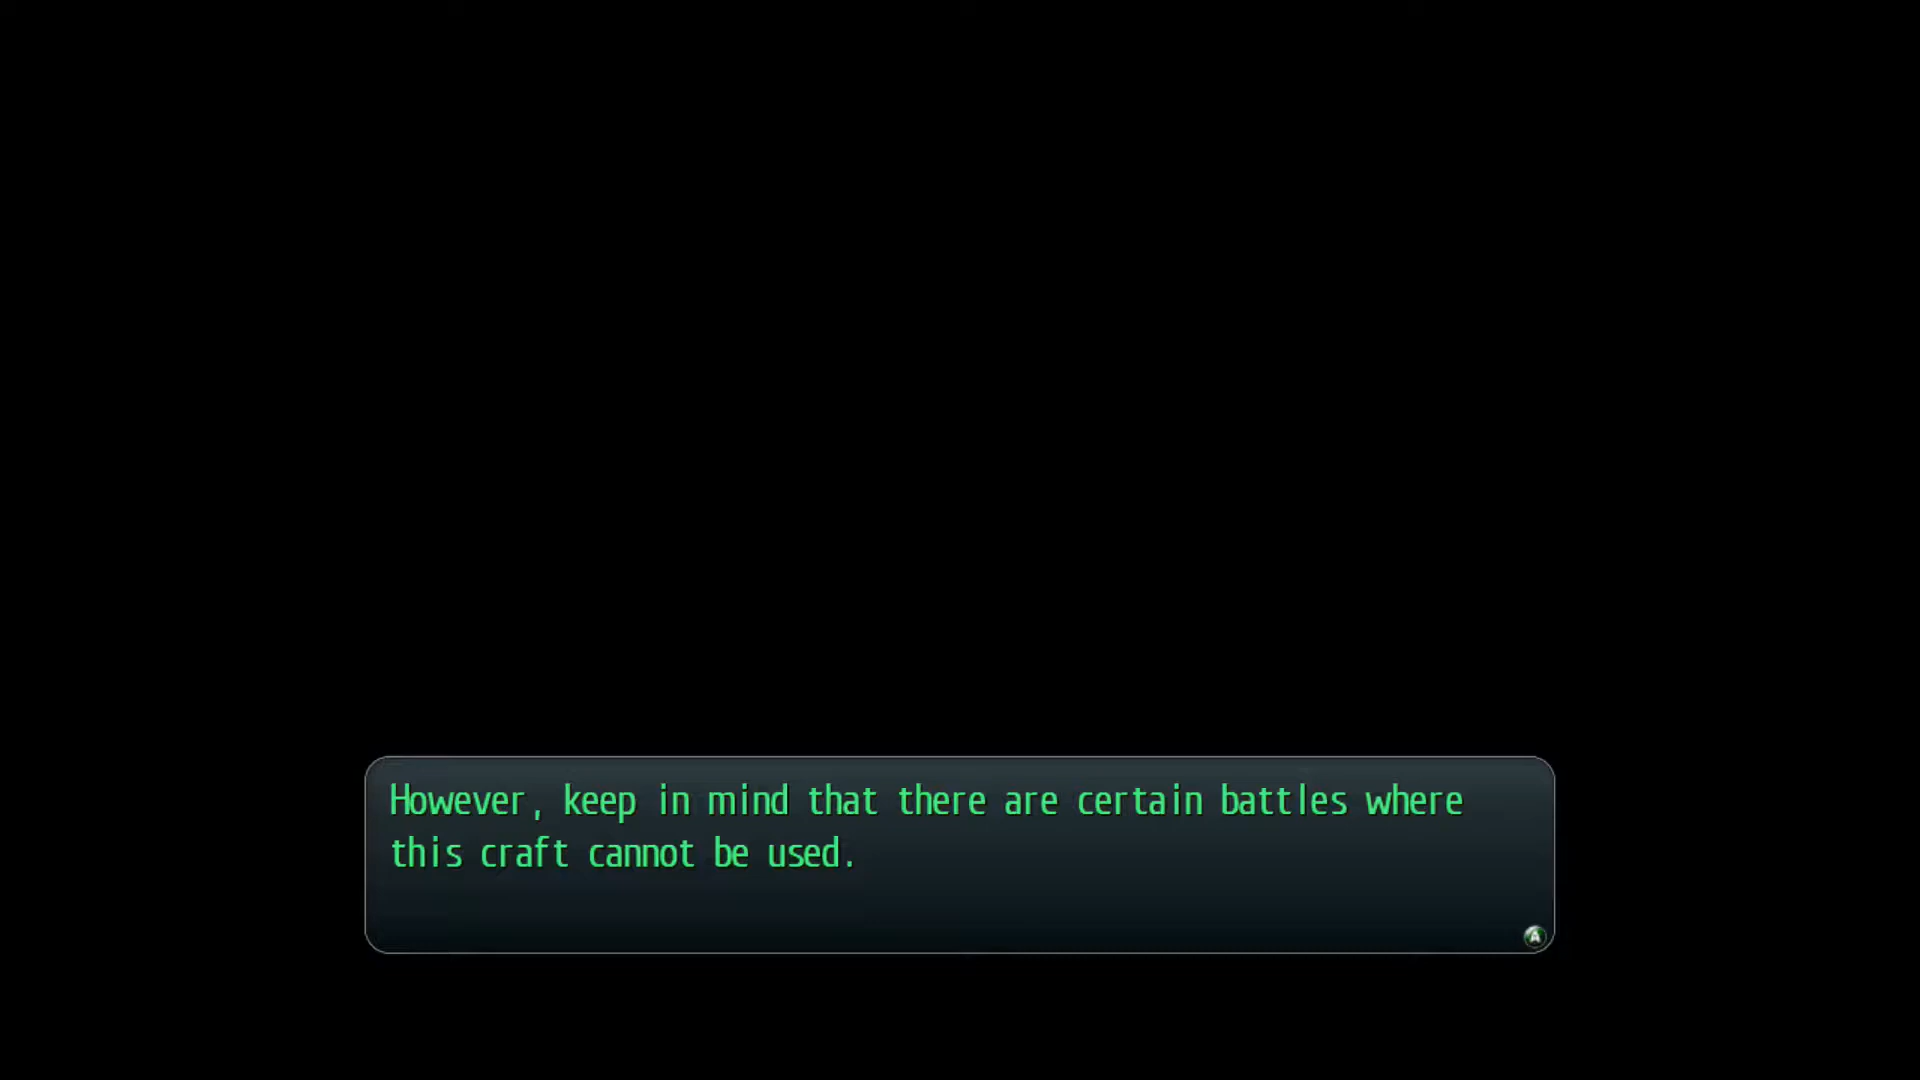 However, keep in mind that there are certain battles where
this craft cannot be used.
A